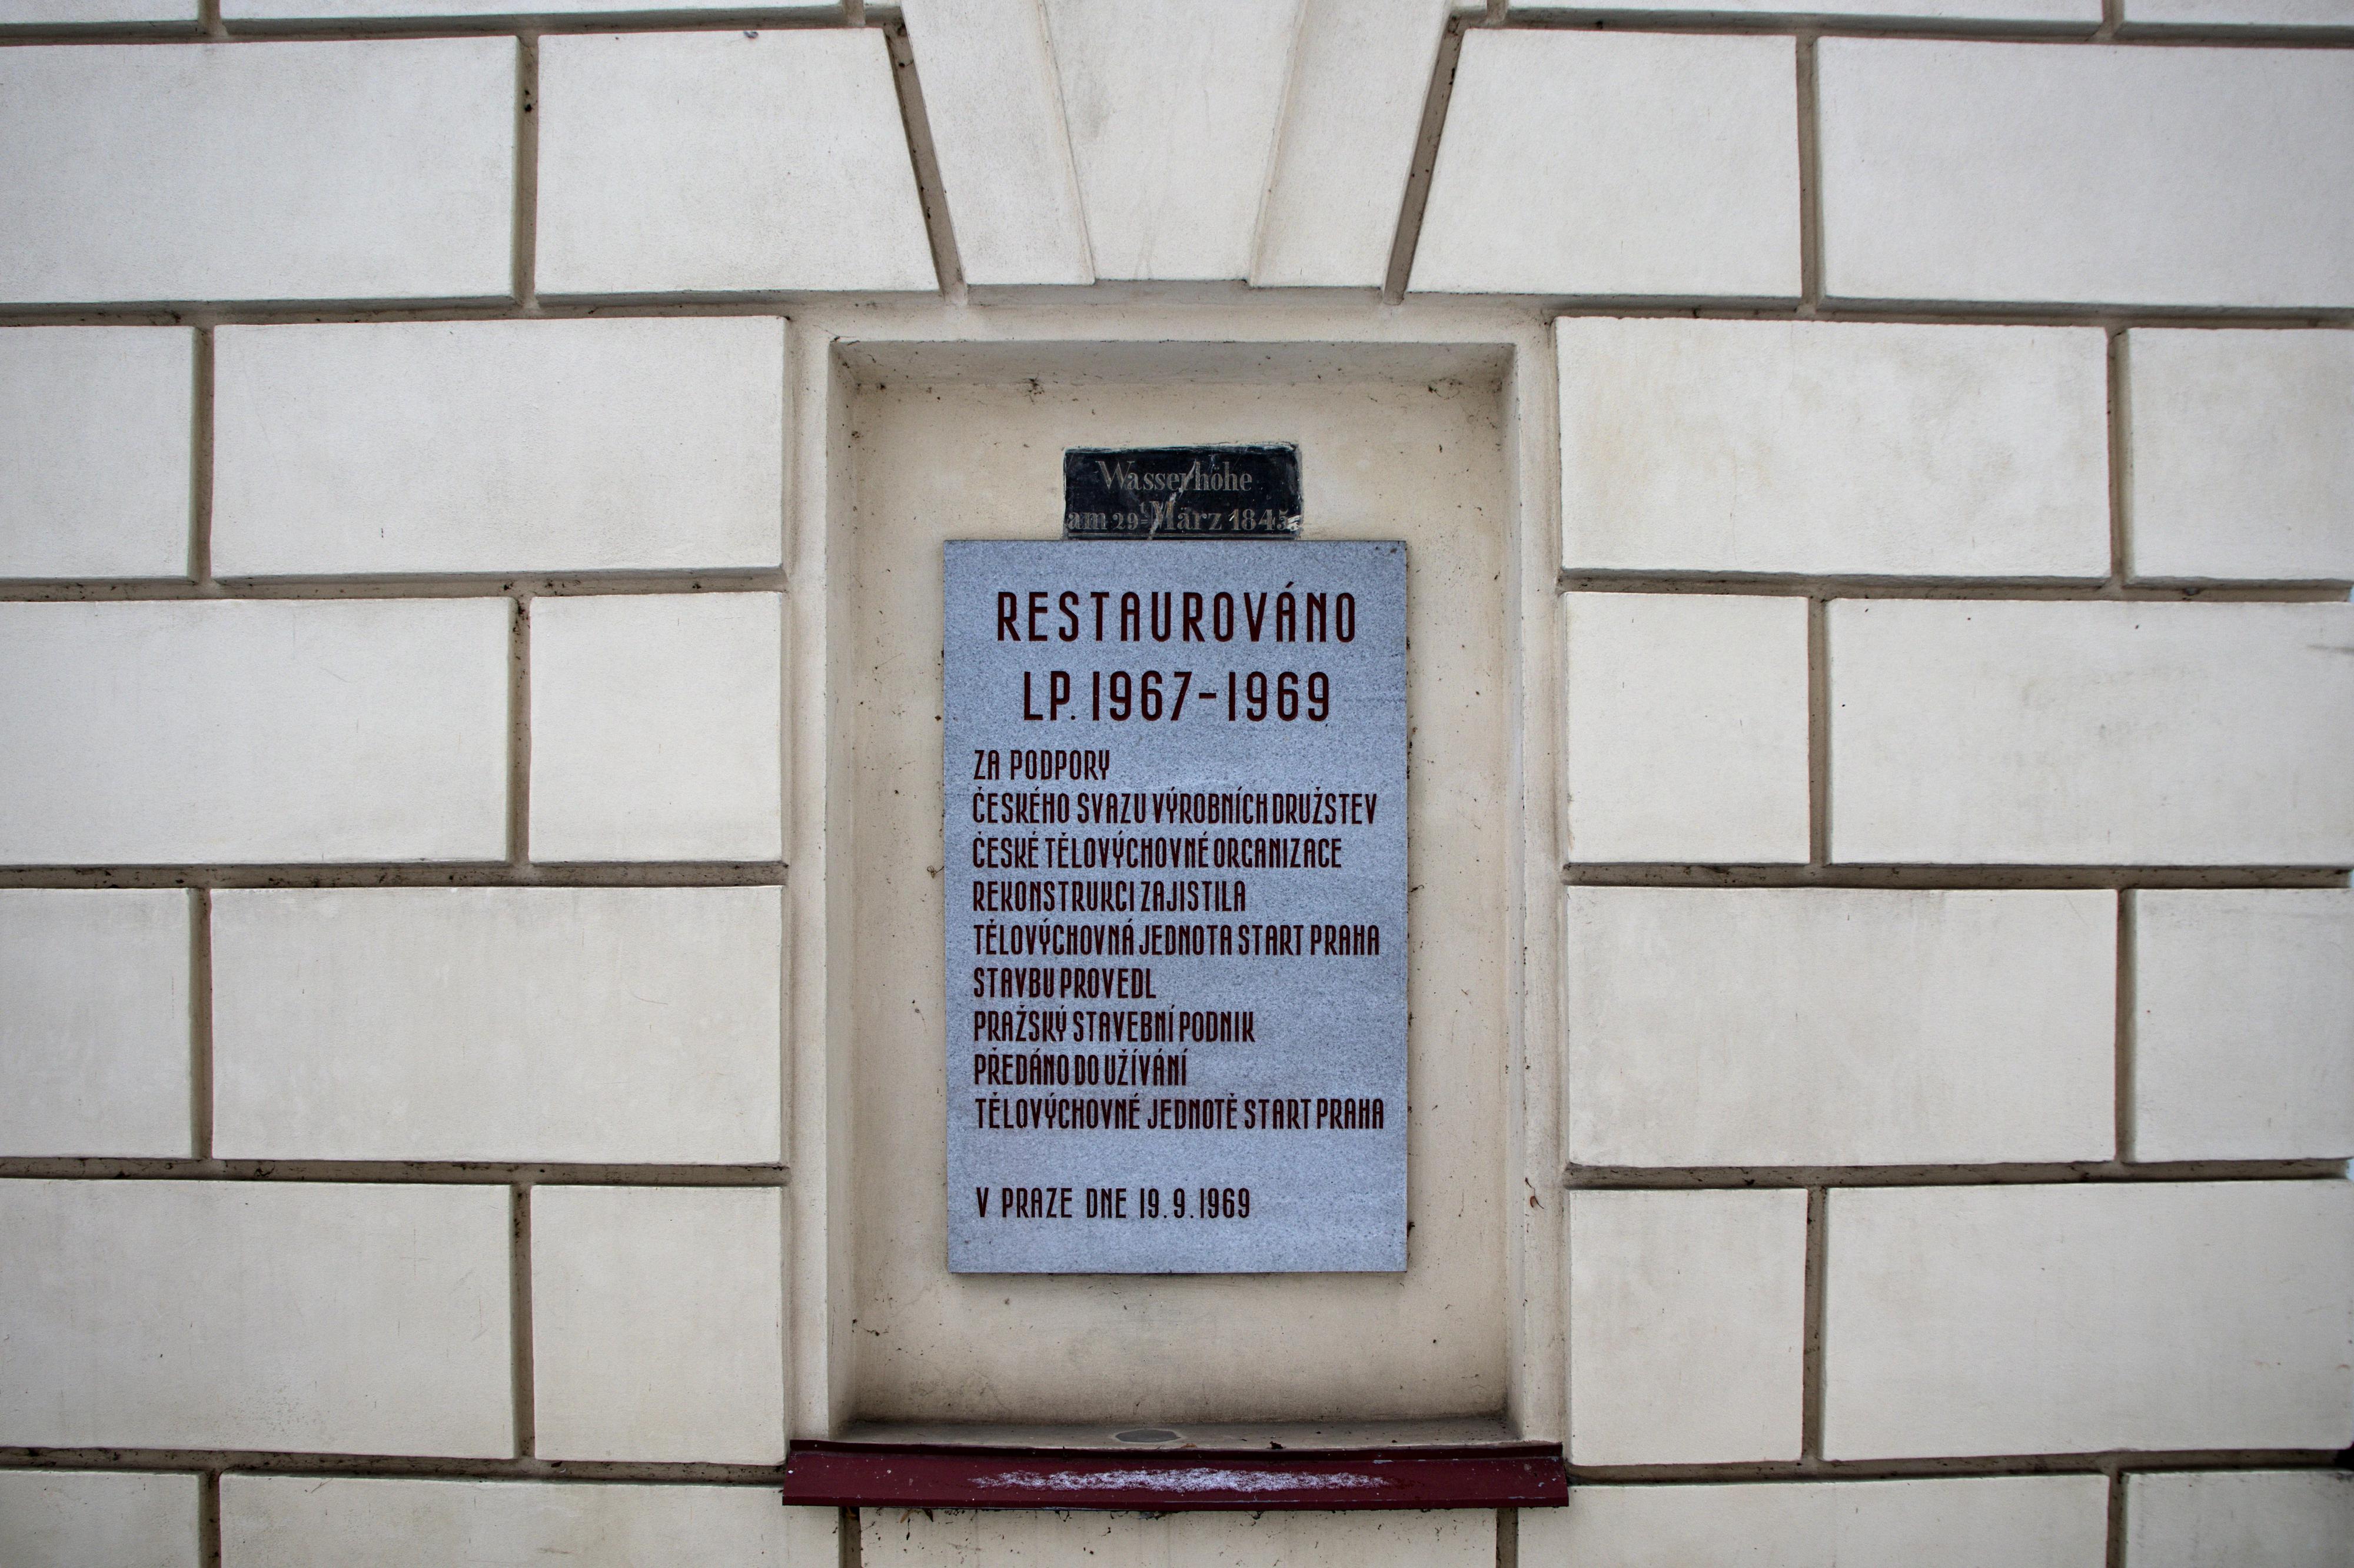 Wasserhöhe
am 29. März 1845.
RESTAUROVÁNO
LP. 1967-1969
ZA PODPORY
ČESKÉHO SVAZU VÝROBNÍCH DRUŽSTEV
ČESKÉ TĚLOVÝCHOVNÉ ORGANIZACE
REKONSTRUKCI ZAJISTILA
TĚLOVÝCHOVNÁ JEDNOTA START PRAHA
STAVBU PROVEDL
PRAŽSKÝ STAVEBNÍ PODNIK
PŘEDÁNO DO UŽÍVÁNÍ
TĚLOVÝCHOVNÉ JEDNOTĚ START PRAHA
V PRAZE DNE 19.9.1969